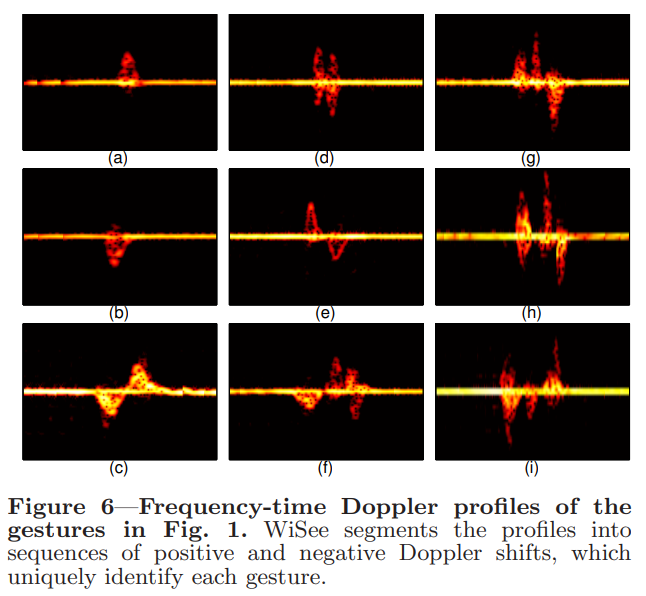 (a)
(d)
(g)
(b)
(e)
(h)
(c)
(f)
(i)
Figure 6—Frequency-time Doppler profiles of the
gestures in Fig. 1. WiSee segments the profiles into
sequences of positive and negative Doppler shifts, which
uniquely identify each gesture.